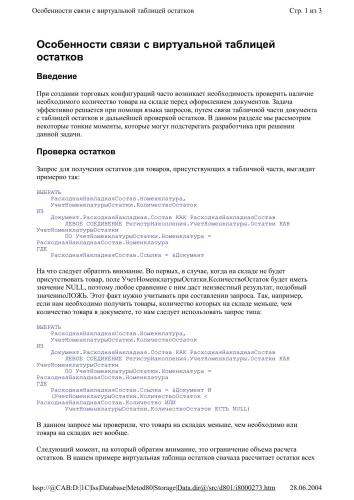 Особенности связи с виртуальной таблицей остатков Стр. 1 из 3
Особенности связи с виртуальной таблицей
остатков
Введение
При создании торговых конфигураций часто возникает необходимость проверить наличие
необходимого количество товара на складе перед оформлением документов. Задача
эффективно решается при помощи языка запросов, путем связи табличной части документа
с таблицей остатков и дальнейшей проверкой остатков. В данном разделе мы рассмотрим
некоторые тонкие моменты, которые могут подстерегать разработчика при решении
данной задачи.
Проверка остатков
Запрос для получения остатков для товаров, присутствующих в табличной части, выглядит
примерно так:
ВЫБРАТЬ
РасходнаяНакладнаяСостав.Номенклатура,
УчетНоменклатурыОстатки.КоличествоОстаток
ИЗ
Документ.РасходнаяНакладная.Состав КАК РасходнаяНакладнаяСостав
ЛЕВОЕ СОЕДИНЕНИЕ РегистрНакопления.УчетНоменклатуры.Остатки КАК
УчетНоменклатурыОстатки
ПО УчетНоменклатурыОстатки.Номенклатура =
РасходнаяНакладнаяСостав.Номенклатура
ГДЕ
РасходнаяНакладнаяСостав.Ссылка = &Документ
На что следует обратить внимание. Во первых, в случае, когда на складе не будет
присутствовать товар, поле УчетНоменклатурыОстатки.КоличествоОстаток будет иметь
значение NULL, поэтому любое сравнение с ним даст неизвестный результат, подобный
значениюЛОЖЬ. Этот факт нужно учитывать при составлении запроса. Так, например,
если нам необходимо получить товары, количество которых на складе меньше, чем
количество товара в документе, то нам следует использовать запрос типа:
ВЫБРАТЬ
РасходнаяНакладнаяСостав.Номенклатура,
УчетНоменклатурыОстатки.КоличествоОстаток
ИЗ
Документ.РасходнаяНакладная.Состав КАК РасходнаяНакладнаяСостав
ЛЕВОЕ СОЕДИНЕНИЕ РегистрНакопления.УчетНоменклатуры.Остатки КАК
УчетНоменклатурыОстатки
ПО УчетНоменклатурыОстатки.Номенклатура =
РасходнаяНакладнаяСостав.Номенклатура
ГДЕ
РасходнаяНакладнаяСостав.Ссылка = &Документ И
(УчетНоменклатурыОстатки.КоличествоОстаток <
РасходнаяНакладнаяСостав.Количество ИЛИ
УчетНоменклатурыОстатки.КоличествоОстаток ЕСТЬ NULL)
В данном запросе мы проверили, что товара на складах меньше, чем необходимо или
товара на складах нет вообще.
Следующий момент, на который обратим внимание, это ограничение объема расчета
остатков. В нашем примере виртуальная таблица остатков сначала рассчитает остатки всех
lssp://@CAB:D:|1C|Iss|Database|Metod80|Storage|Data.dir@/src/d801/i8000273.htm 28.06.2004